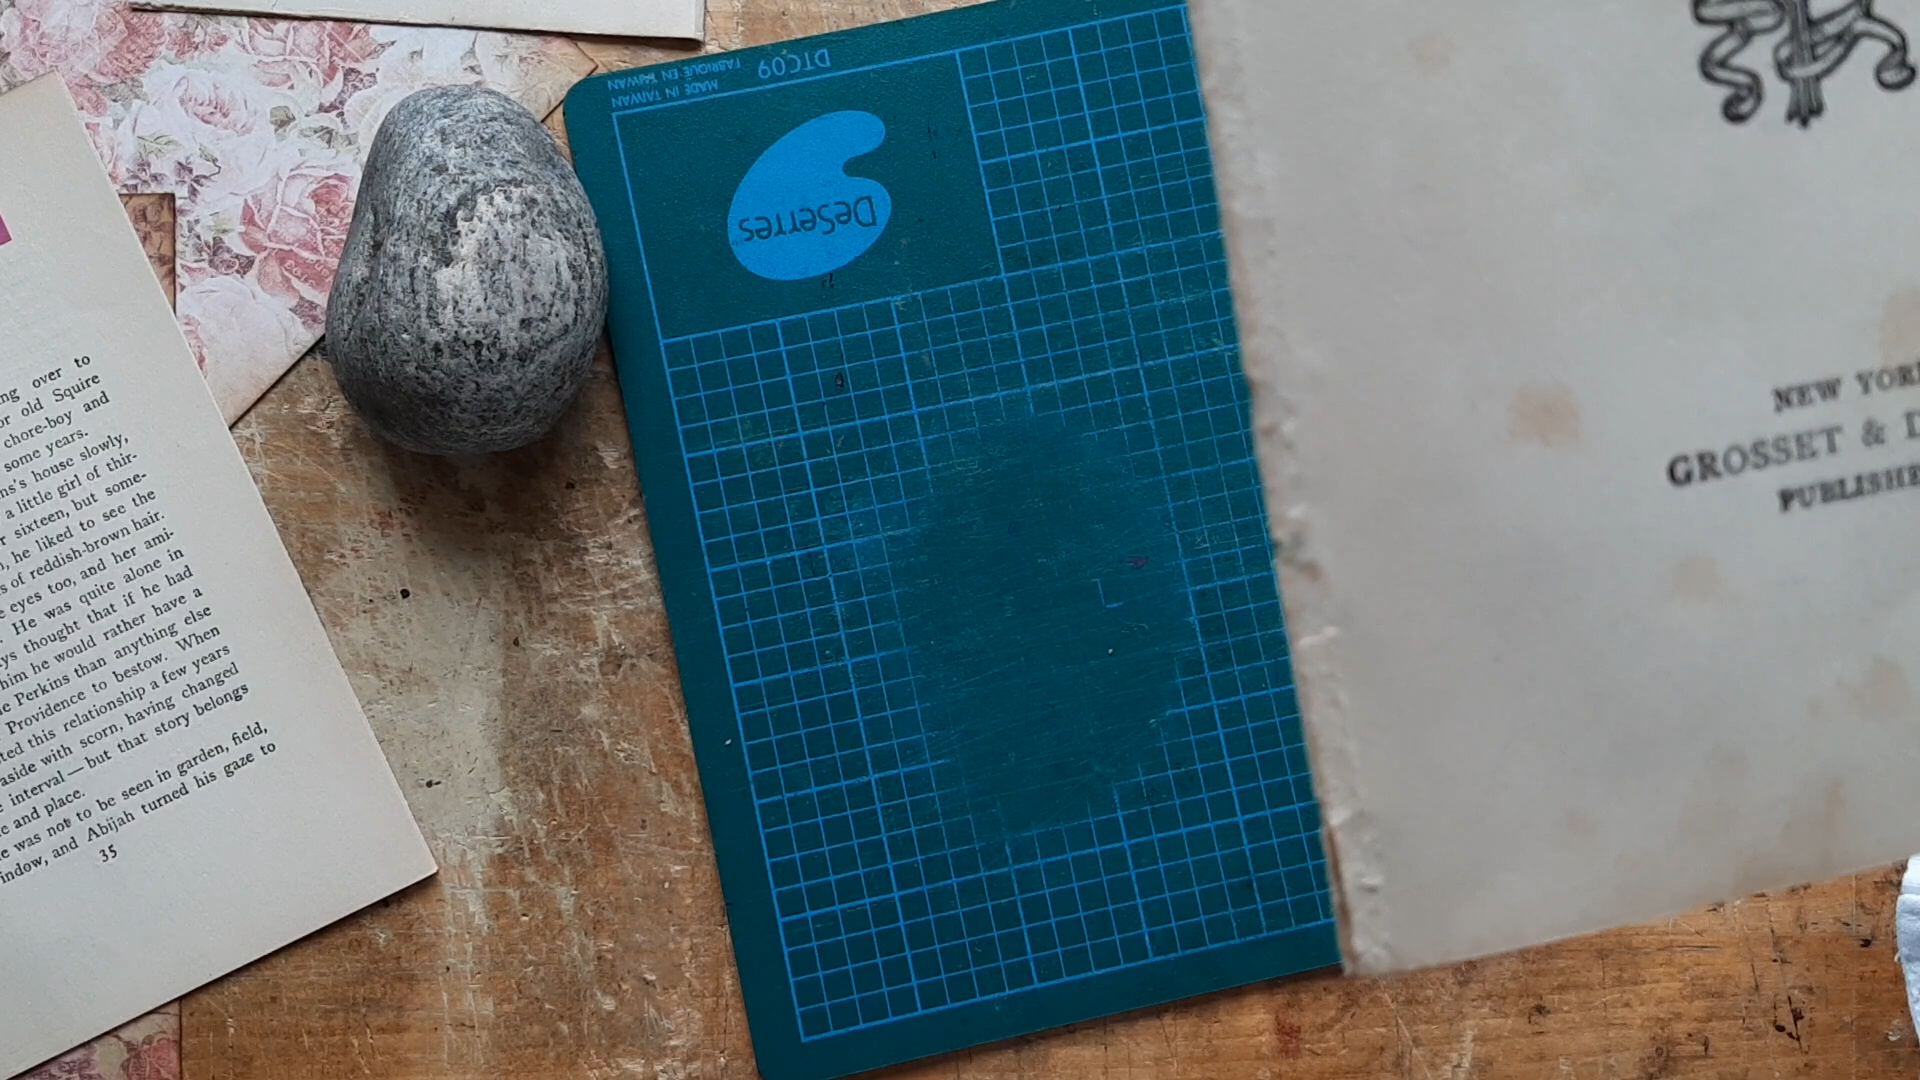 ng over to
or old Squire
chore-boy and
some years.
ns's house slowly,
a little girl of thir-
r sixteen, but some-
n, he liked to see the
s of reddish-brown hair.
e eyes too, and her ami-
. He was quite alone in
ys thought that if he had
him he would rather have a
e Perkins than anything else
Providence to bestow. When
ted this relationship a few years
aside with scorn, having changed
e interval—but that story belongs
e and place.
e was not to be seen in garden, field,
indow, and Abijah turned his gaze to
35
DTC09
MADE IN TAIWAN
FABRIQUÉ EN TAIWAN
DeSerres
NEW YOR
GROSSET & D
PUBLISHE